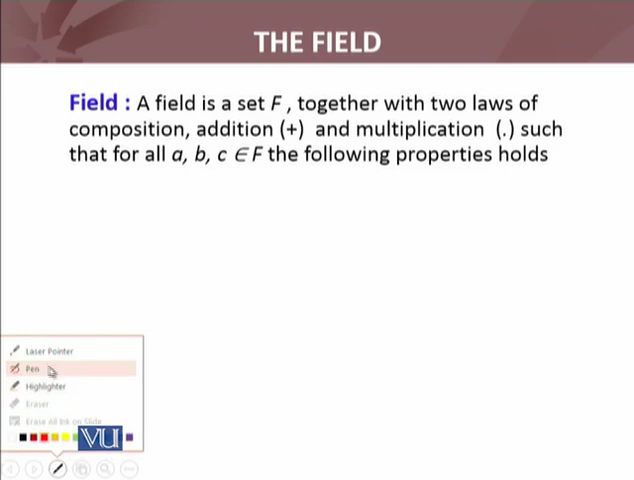 THE FIELD
Field : A field is a set F , together with two laws of
composition, addition (+) and multiplication (.) such
that for all a, b, c ∈ F the following properties holds
Laser Pointer
Pen
Highlighter
Eraser
Erase All Ink on Slide
VU